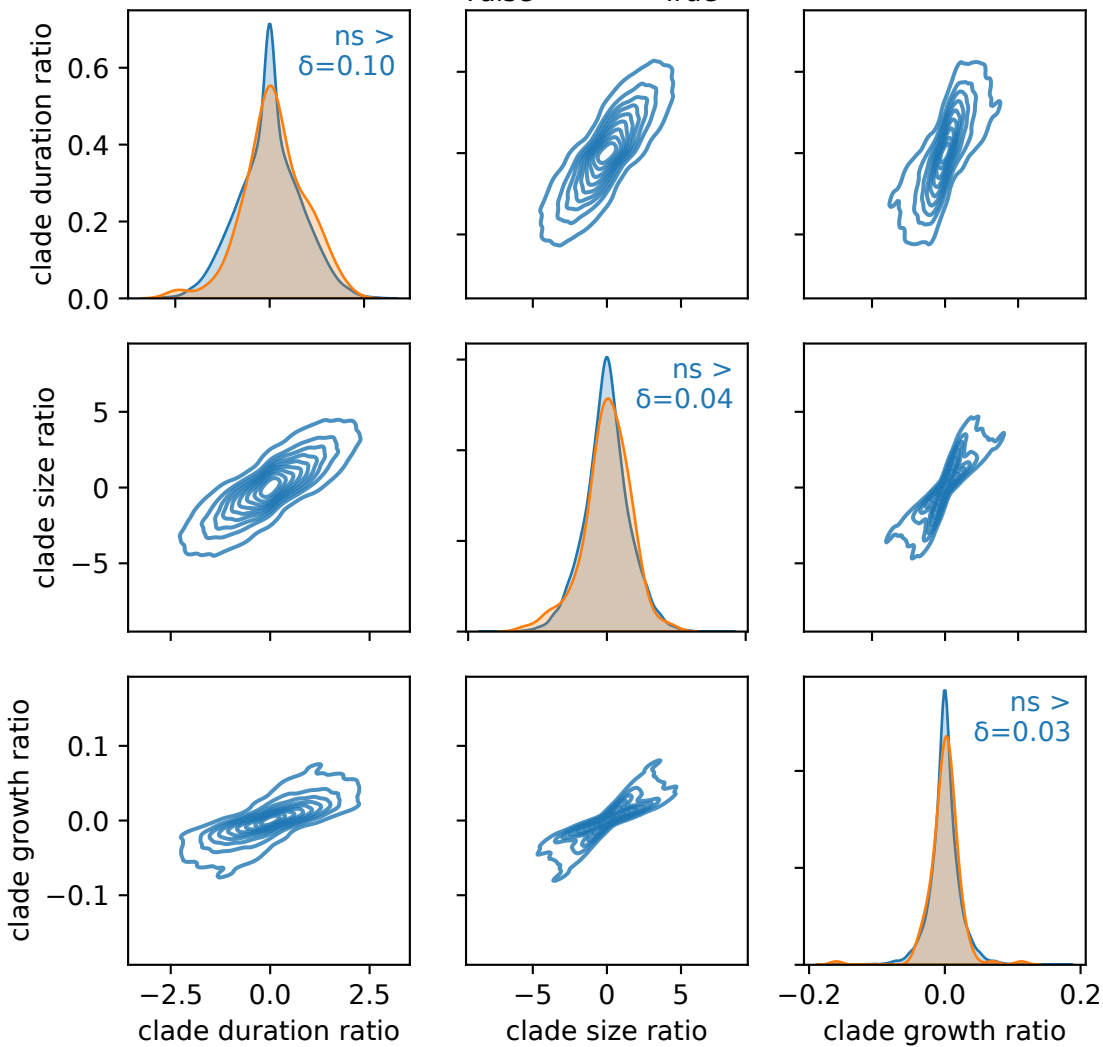 clade duration ratio
0.6
0.4
0.2
0.0
ns >
δ=0.10
clade size ratio
5
0
−5
ns >
δ=0.04
clade growth ratio
0.1
0.0
−0.1
ns >
δ=0.03
−2.5 0.0 2.5
−5 0 5
−0.2 0.0 0.2
clade duration ratio
clade size ratio
clade growth ratio